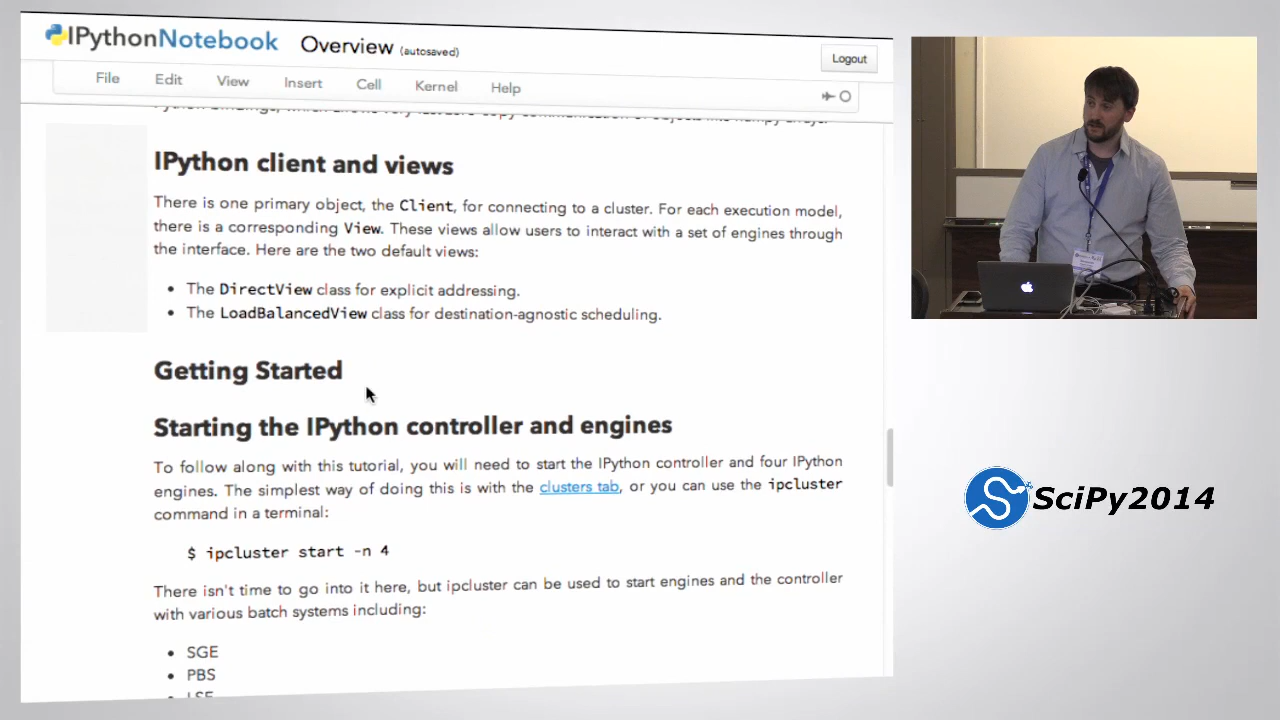 IPythonNotebook Overview (autosaved)
Logout
File Edit View Insert Cell Kernel Help
IPython client and views
There is one primary object, the Client, for connecting to a cluster. For each execution model,
there is a corresponding View. These views allow users to interact with a set of engines through
the interface. Here are the two default views:
• The DirectView class for explicit addressing.
• The LoadBalancedView class for destination-agnostic scheduling.
Getting Started
Starting the IPython controller and engines
To follow along with this tutorial, you will need to start the IPython controller and four IPython
engines. The simplest way of doing this is with the clusters tab, or you can use the ipcluster
command in a terminal:
$ ipcluster start -n 4
There isn't time to go into it here, but ipcluster can be used to start engines and the controller
with various batch systems including:
• SGE
• PBS
• LSF
SciPy2014